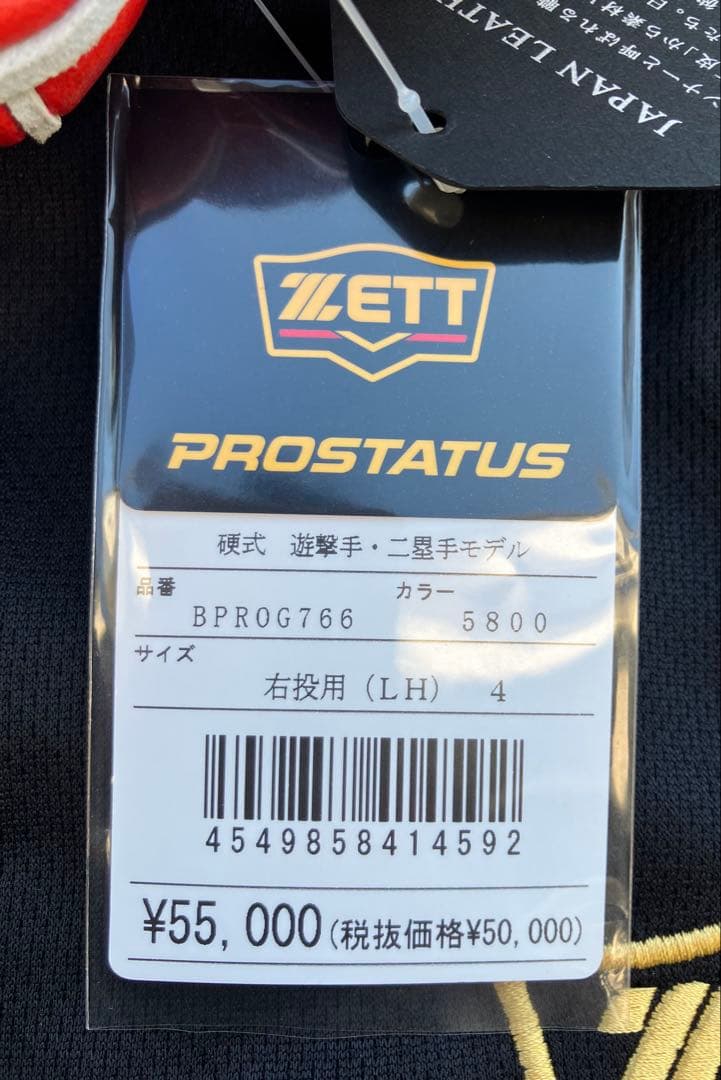 JAPAN LEATHE
ZETT
PROSTATUS
硬式 遊撃手・二塁手モデル
品番 カラー
BPROG766 5800
サイズ
右投用（LH） 4
4549858414592
¥55,000(税抜価格¥50,000)